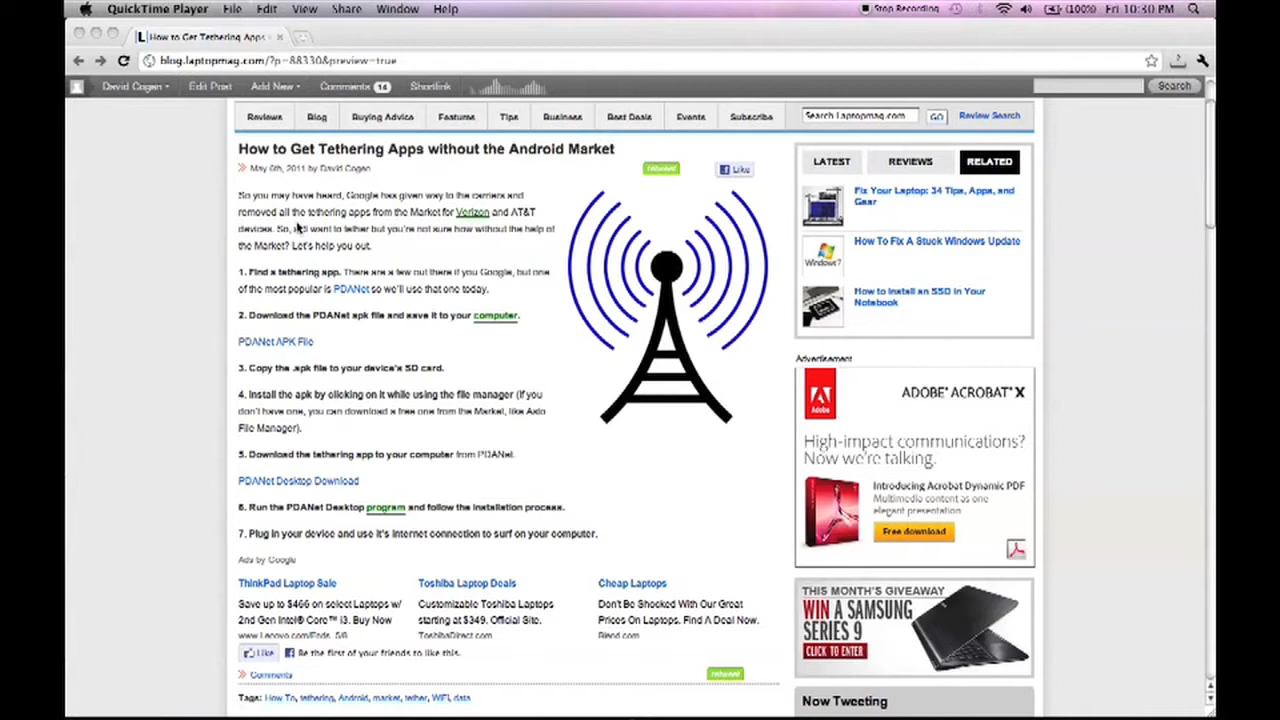 QuickTime Player File Edit View Share Window Help Stop Recording (100%) Fri 10:30 PM
How to Get Tethering Apps
blog.laptopmag.com/?p=88330&preview=true
David Cogen Edit Post Add New Comments 14 Shortlink Search
Reviews Blog Buying Advice Features Tips Business Best Deals Events Subscribe Search Laptopmag.com GO Review Search
How to Get Tethering Apps without the Android Market
May 6th, 2011 by David Cogen
retweet
Like
So you may have heard, Google has given way to the carriers and
removed all the tethering apps from the Market for Verizon and AT&T
devices. So, will want to tether but you're not sure how without the help of
the Market? Let's help you out.
1. Find a tethering app. There are a few out there if you Google, but one
of the most popular is PDANet so we'll use that one today.
2. Download the PDANet apk file and save it to your computer.
PDANet APK File
3. Copy the .apk file to your device's SD card.
4. Install the apk by clicking on it while using the file manager (if you
don't have one, you can download a free one from the Market, like Asto
File Manager).
5. Download the tethering app to your computer from PDANet.
PDANet Desktop Download
6. Run the PDANet Desktop program and follow the installation process.
7. Plug in your device and use it's internet connection to surf on your computer.
Ads by Google
ThinkPad Laptop Sale
Save up to $466 on select Laptops w/
2nd Gen Intel® Core™ i3. Buy Now
www.Lenovo.com/Ends_5/8
Toshiba Laptop Deals
Customizable Toshiba Laptops
starting at $349. Official Site.
ToshibaDirect.com
Cheap Laptops
Don't Be Shocked With Our Great
Prices On Laptops. Find A Deal Now.
Bend.com
Like Be the first of your friends to like this.
retweet
Comments
Tags: How To, tethering, Android, market, tether, WiFi, data
LATEST REVIEWS RELATED
Fix Your Laptop: 34 Tips, Apps, and
Gear
Windows 7
How To Fix A Stuck Windows Update
How to Install an SSD in Your
Notebook
Advertisement
Adobe
ADOBE® ACROBAT® X
High-impact communications?
Now we're talking.
Introducing Acrobat Dynamic PDF
Multimedia content as one
elegant presentation
Free download
THIS MONTH'S GIVEAWAY
WIN A SAMSUNG
SERIES 9
CLICK TO ENTER
Now Tweeting